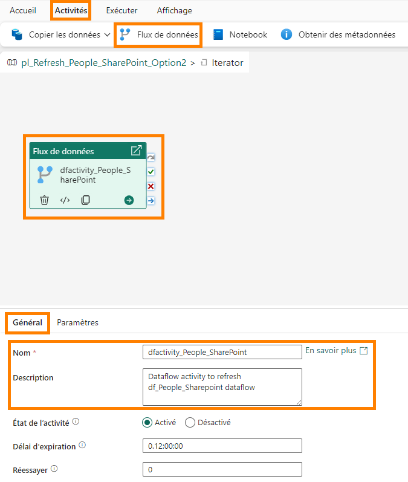 Accueil Activités Exécuter Affichage
Copier les données Flux de données Notebook Obtenir des métadonnées
pl_Refresh_People_SharePoint_Option2 > Iterator
Flux de données
dfactivity_People_S
harePoint
Général Paramètres
Nom * dfactivity_People_SharePoint En savoir plus
Description Dataflow activity to refresh
df_People_Sharepoint dataflow
État de l'activité Activé Désactivé
Délai d'expiration 0.12:00:00
Réessayer 0